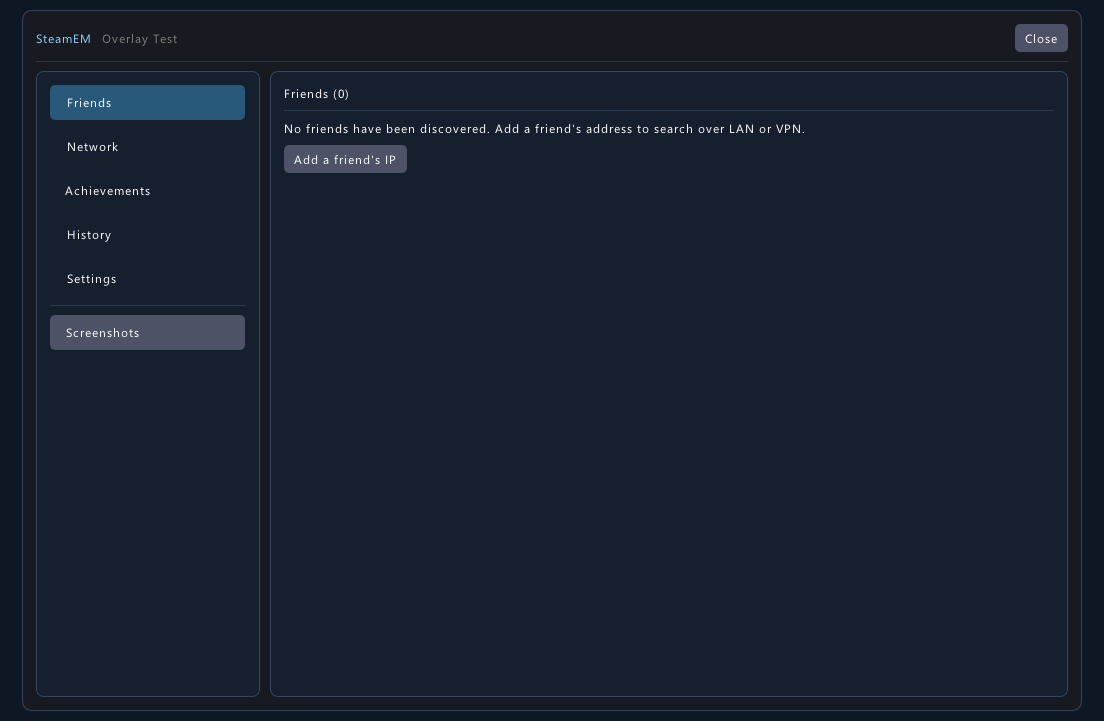 SteamEM Overlay Test
Close
Friends
Network
Achievements
History
Settings
Screenshots
Friends (0)
No friends have been discovered. Add a friend's address to search over LAN or VPN.
Add a friend's IP